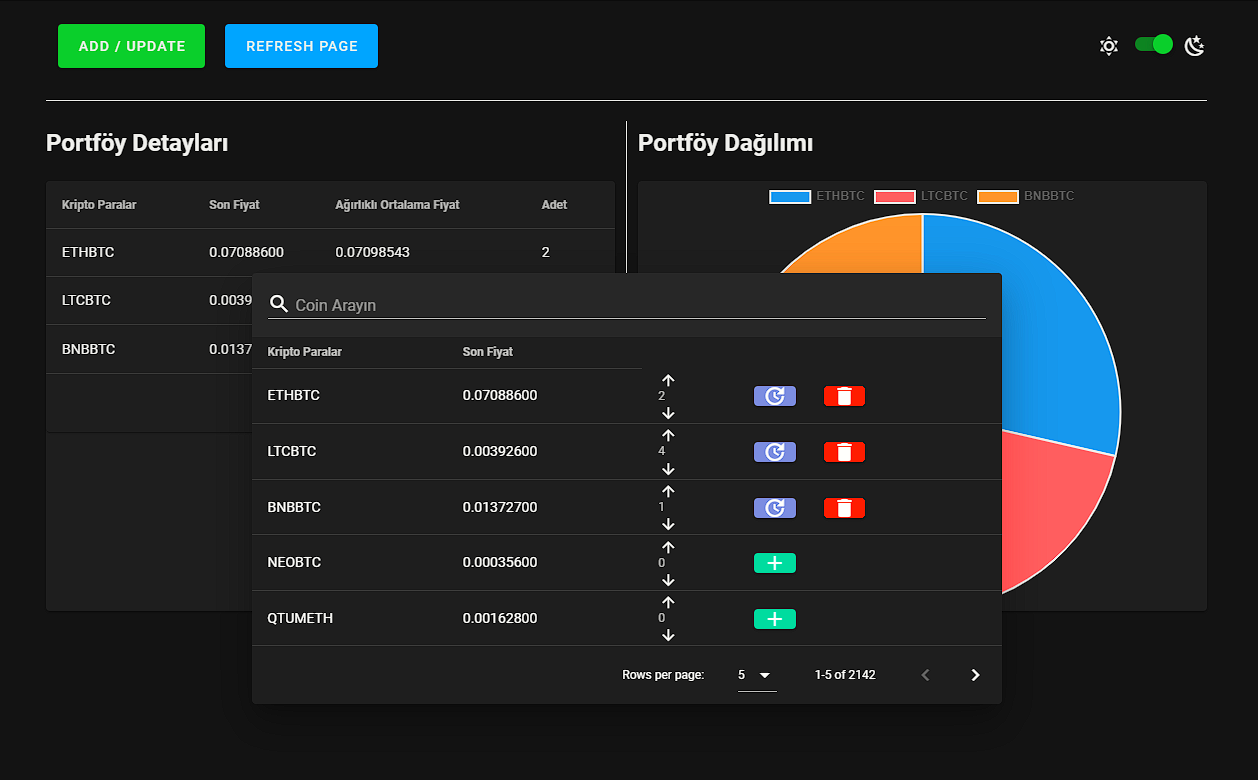 ADD / UPDATE REFRESH PAGE
Portföy Detayları
Portföy Dağılımı
Kripto Paralar Son Fiyat Ağırlıklı Ortalama Fiyat Adet
ETHBTC 0.07088600 0.07098543 2
LTCBTC 0.0039
BNBBTC 0.0137
ETHBTC LTCBTC BNBBTC
Coin Arayın
Kripto Paralar Son Fiyat
ETHBTC 0.07088600 2
LTCBTC 0.00392600 4
BNBBTC 0.01372700 1
NEOBTC 0.00035600 0
QTUMETH 0.00162800 0
Rows per page: 5 1-5 of 2142